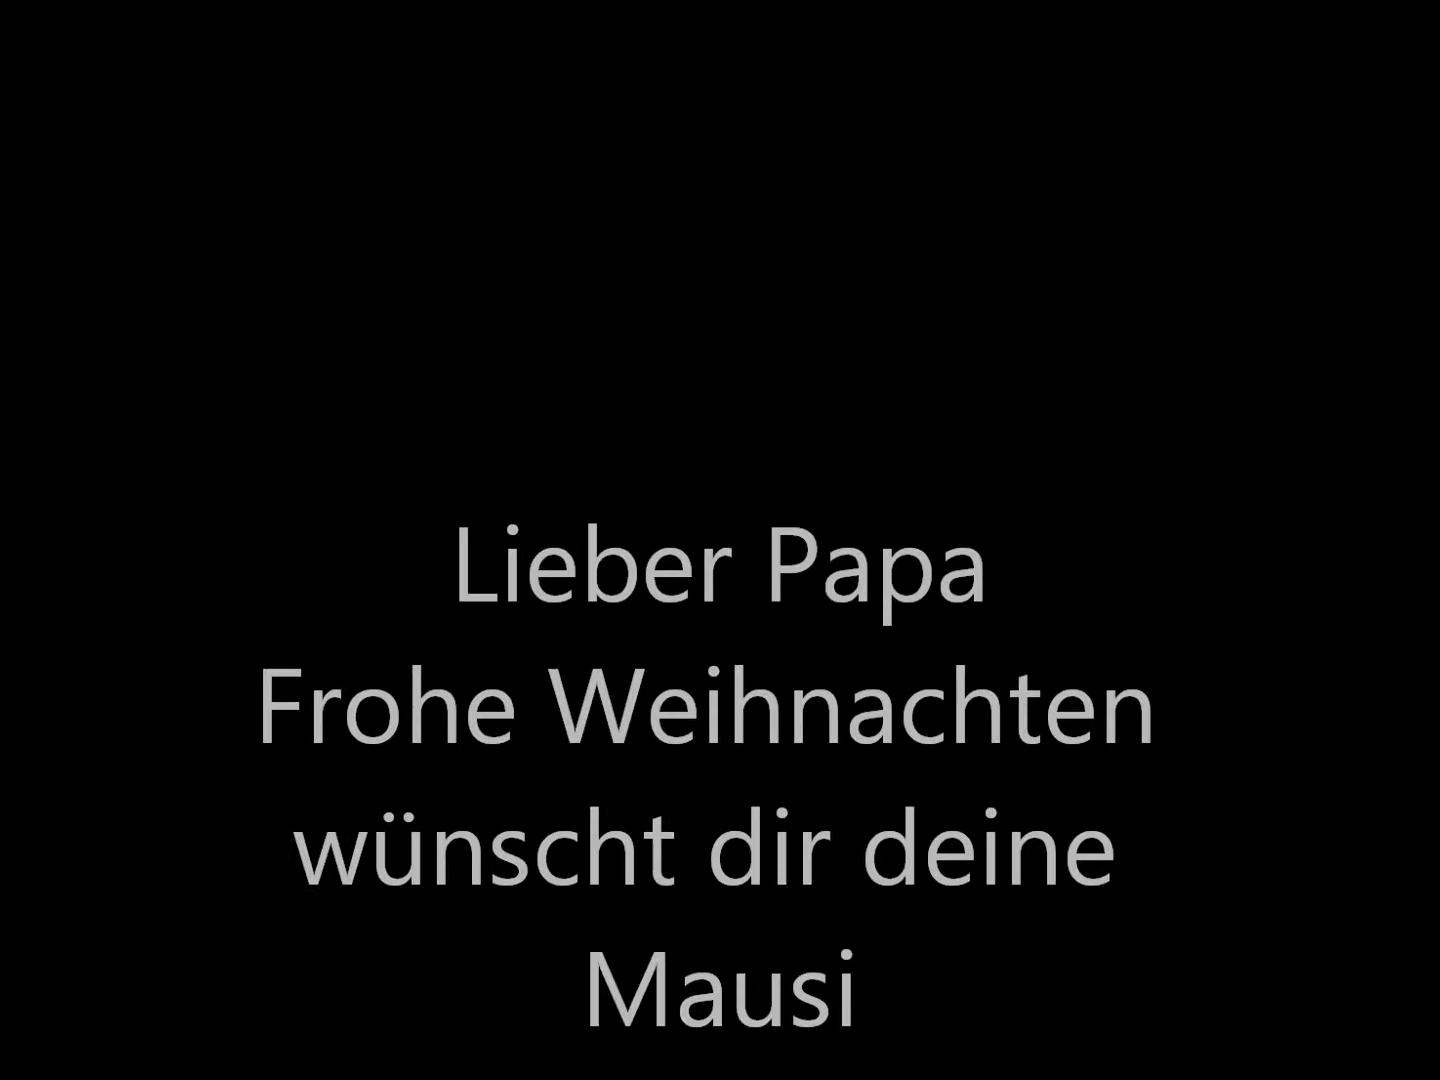 Lieber Papa
Frohe Weihnachten
wünscht dir deine
Mausi